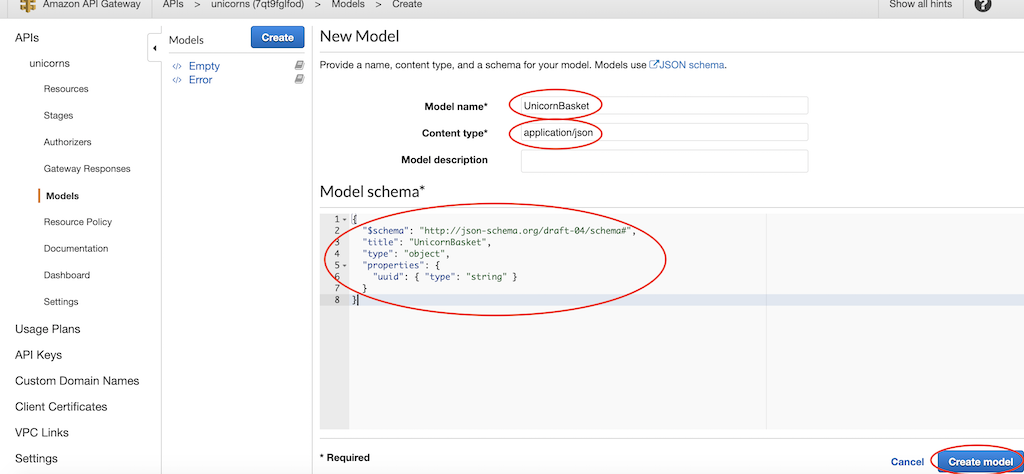 Amazon API Gateway
APIs > unicorns (7qt9fglfod) > Models > Create
Show all hints
?
APIs
unicorns
Resources
Stages
Authorizers
Gateway Responses
Models
Resource Policy
Documentation
Dashboard
Settings
Usage Plans
API Keys
Custom Domain Names
Client Certificates
VPC Links
Settings
Models
Create
Empty
Error
New Model
Provide a name, content type, and a schema for your model. Models use JSON schema.
Model name* UnicornBasket
Content type* application/json
Model description
Model schema*
1 {
2 "$schema": "http://json-schema.org/draft-04/schema#",
3 "title": "UnicornBasket",
4 "type": "object",
5 "properties": {
6 "uuid": { "type": "string" }
7 }
8 }
* Required
Cancel
Create model